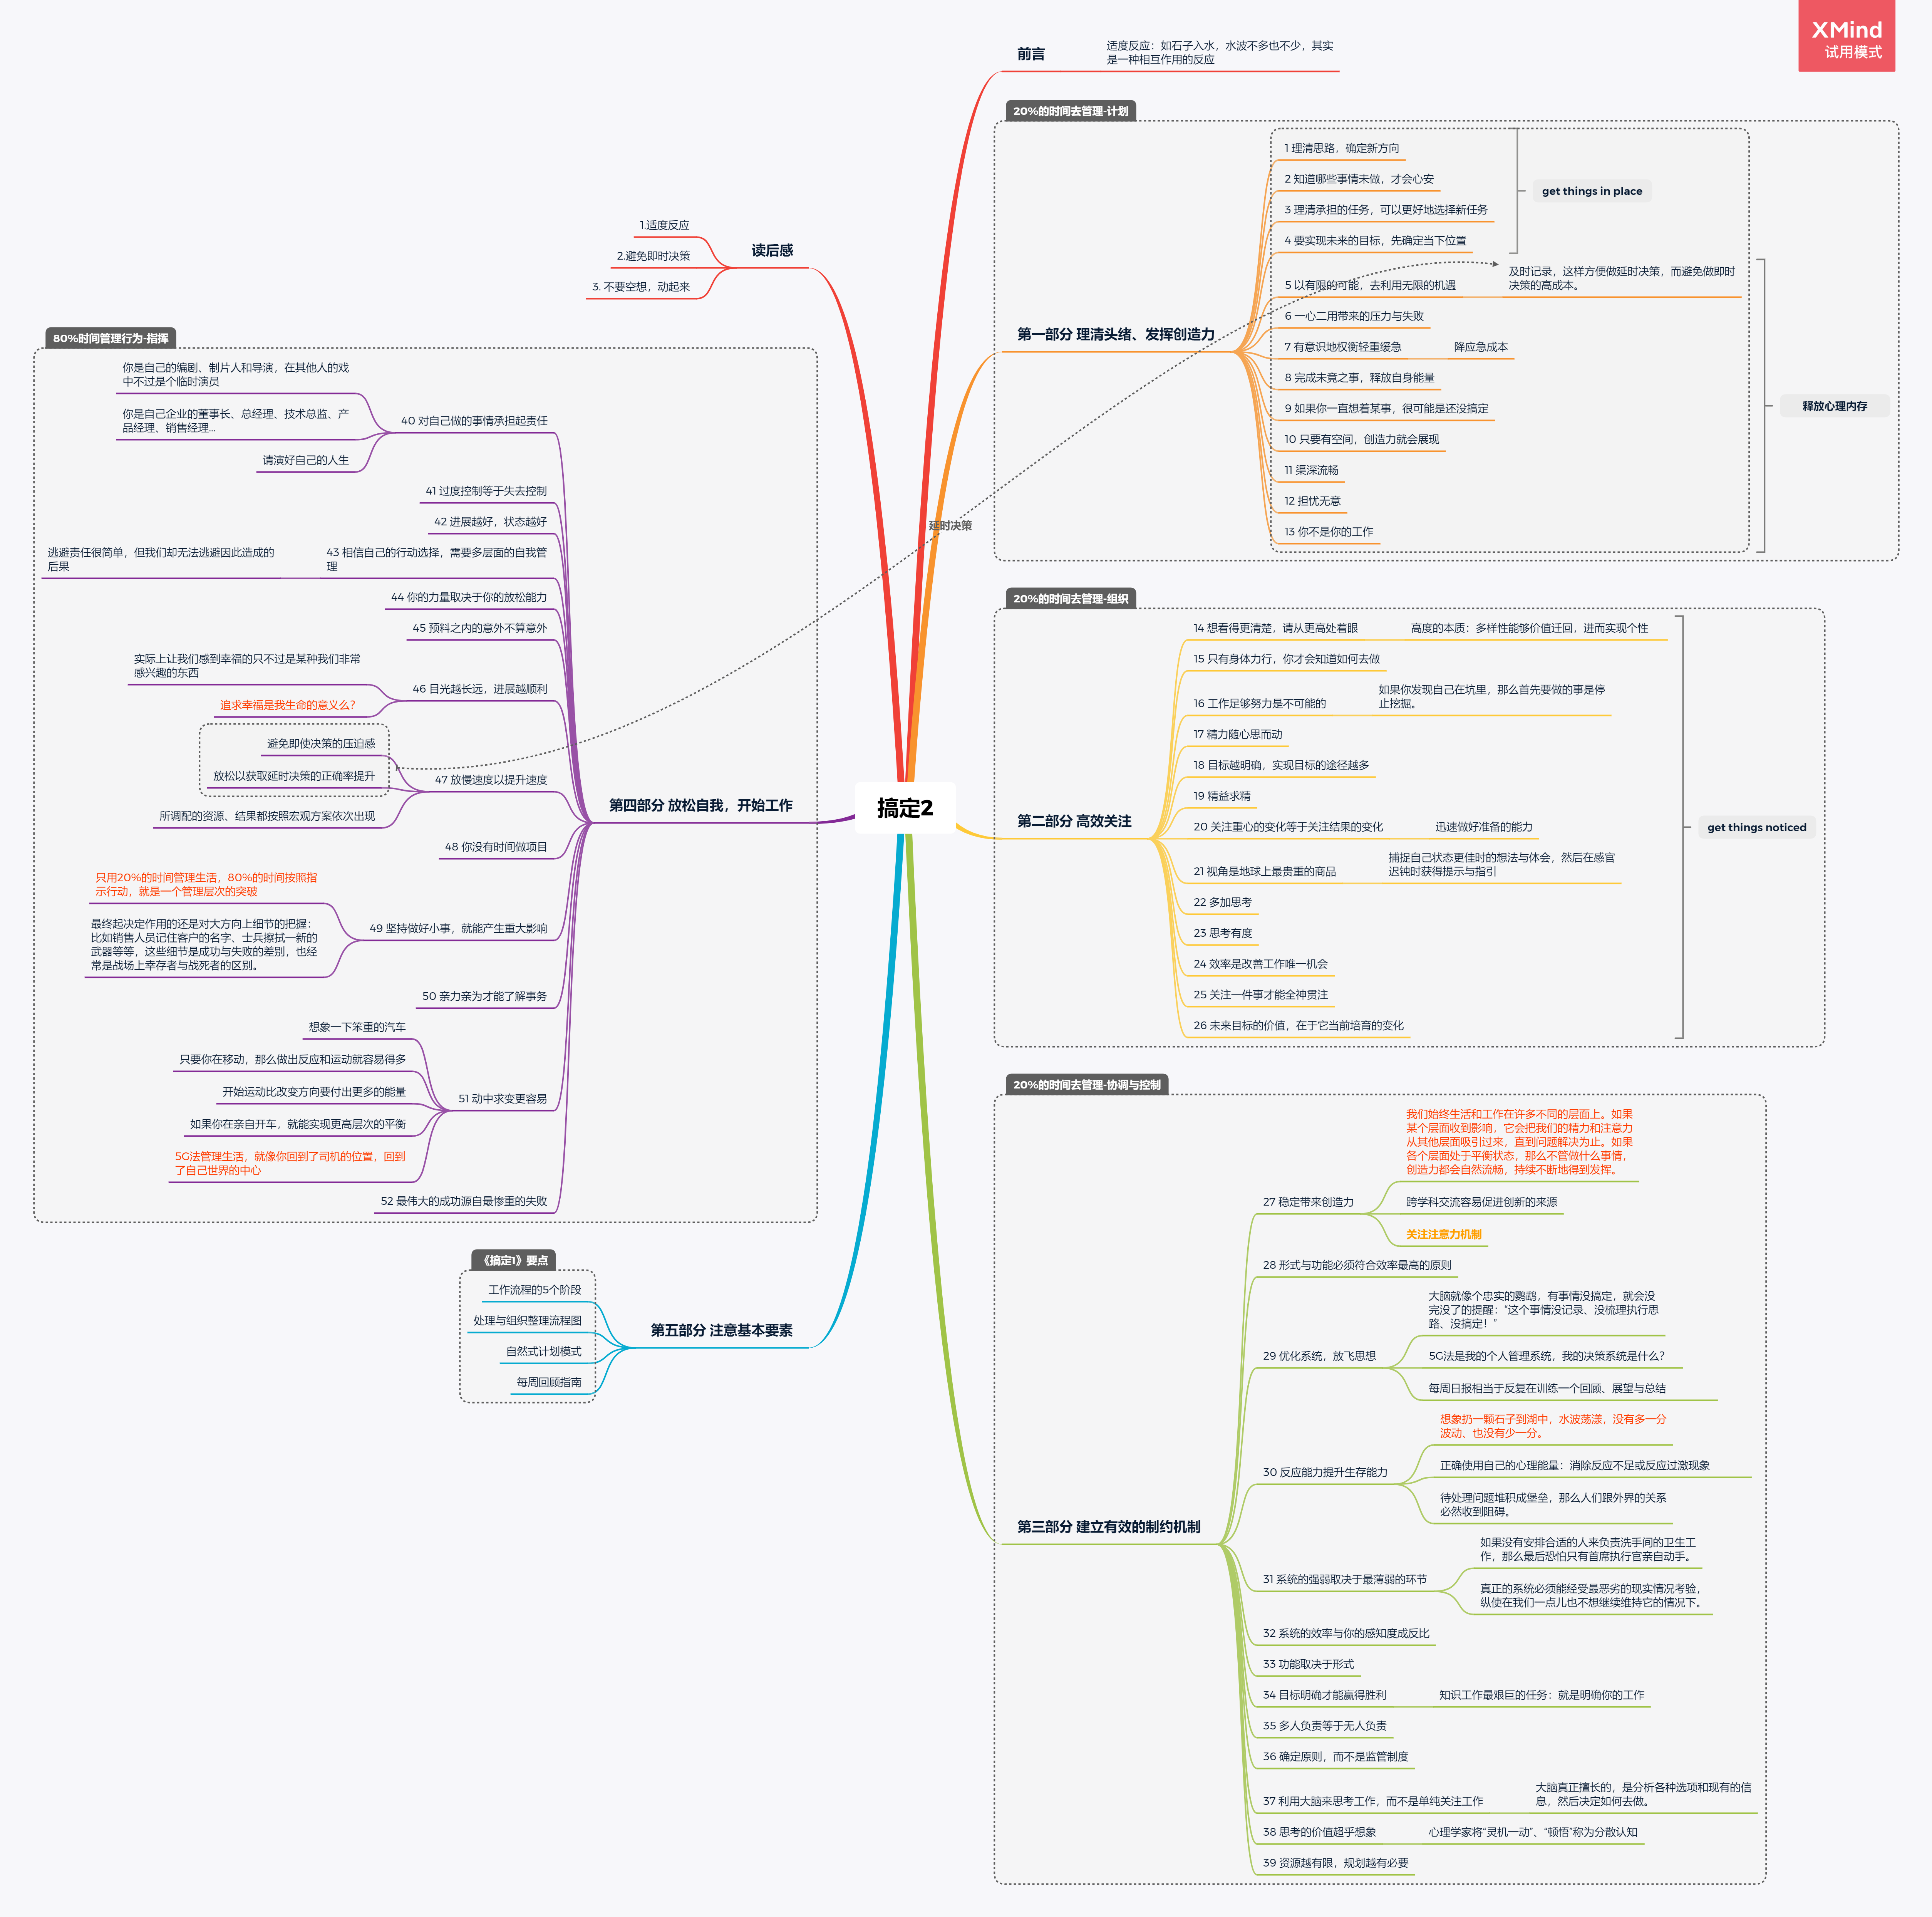 XMind
试用模式
搞定2
前言
适度反应：如石子入水，水波不多也不少，其实
是一种相互作用的反应
20%的时间去管理-计划
第一部分 理清头绪、发挥创造力
1 理清思路，确定新方向
2 知道哪些事情未做，才会心安
3 理清承担的任务，可以更好地选择新任务
4 要实现未来的目标，先确定当下位置
get things in place
5 以有限的可能，去利用无限的机遇
及时记录，这样方便做延时决策，而避免做即时
决策的高成本。
6 一心二用带来的压力与失败
7 有意识地权衡轻重缓急
降应急成本
8 完成未竟之事，释放自身能量
9 如果你一直想着某事，很可能是还没搞定
10 只要有空间，创造力就会展现
11 渠深流畅
12 担忧无意
13 你不是你的工作
释放心理内存
延时决策
20%的时间去管理-组织
第二部分 高效关注
14 想看得更清楚，请从更高处着眼
高度的本质：多样性能够价值迁回，进而实现个性
15 只有身体力行，你才会知道如何去做
16 工作足够努力是不可能的
如果你发现自己在坑里，那么首先要做的事是停
止挖掘。
17 精力随心思而动
18 目标越明确，实现目标的途径越多
19 精益求精
20 关注重心的变化等于关注结果的变化
迅速做好准备的能力
21 视角是地球上最贵重的商品
捕捉自己状态更佳时的想法与体会，然后在感官
迟钝时获得提示与指引
22 多加思考
23 思考有度
24 效率是改善工作唯一机会
25 关注一件事才能全神贯注
26 未来目标的价值，在于它当前培育的变化
get things noticed
20%的时间去管理-协调与控制
第三部分 建立有效的制约机制
27 稳定带来创造力
我们始终生活和工作在许多不同的层面上。如果
某个层面收到影响，它会把我们的精力和注意力
从其他层面吸引过来，直到问题解决为止。如果
各个层面处于平衡状态，那么不管做什么事情，
创造力都会自然流畅，持续不断地得到发挥。
跨学科交流容易促进创新的来源
关注注意力机制
28 形式与功能必须符合效率最高的原则
29 优化系统，放飞思想
大脑就像个忠实的鹦鹉，有事情没搞定，就会没
完没了的提醒：“这个事情没记录、没梳理执行思
路、没搞定！”
5G法是我的个人管理系统，我的决策系统是什么？
每周日报相当于反复在训练一个回顾、展望与总结
30 反应能力提升生存能力
想象扔一颗石子到湖中，水波荡漾，没有多一分
波动、也没有少一分。
正确使用自己的心理能量：消除反应不足或反应过激现象
待处理问题堆积成堡垒，那么人们跟外界的关系
必然收到阻碍。
31 系统的强弱取决于最薄弱的环节
如果没有安排合适的人来负责洗手间的卫生工
作，那么最后恐怕只有首席执行官亲自动手。
真正的系统必须能经受最恶劣的现实情况考验，
纵使在我们一点儿也不想继续维持它的情况下。
32 系统的效率与你的感知度成反比
33 功能取决于形式
34 目标明确才能赢得胜利
知识工作最艰巨的任务：就是明确你的工作
35 多人负责等于无人负责
36 确定原则，而不是监管制度
37 利用大脑来思考工作，而不是单纯关注工作
大脑真正擅长的，是分析各种选项和现有的信
息，然后决定如何去做。
38 思考的价值超乎想象
心理学家将“灵机一动”、“顿悟”称为分散认知
39 资源越有限，规划越有必要
读后感
1.适度反应
2.避免即时决策
3. 不要空想，动起来
80%时间管理行为-指挥
第四部分 放松自我，开始工作
40 对自己做的事情承担起责任
你是自己的编剧、制片人和导演，在其他人的戏
中不过是个临时演员
你是自己企业的董事长、总经理、技术总监、产
品经理、销售经理...
请演好自己的人生
41 过度控制等于失去控制
42 进展越好，状态越好
43 相信自己的行动选择，需要多层面的自我管
理
逃避责任很简单，但我们却无法逃避因此造成的
后果
44 你的力量取决于你的放松能力
45 预料之内的意外不算意外
46 目光越长远，进展越顺利
实际上让我们感到幸福的只不过是某种我们非常
感兴趣的东西
追求幸福是我生命的意义么？
47 放慢速度以提升速度
避免即使决策的压迫感
放松以获取延时决策的正确率提升
所调配的资源、结果都按照宏观方案依次出现
48 你没有时间做项目
49 坚持做好小事，就能产生重大影响
只用20%的时间管理生活，80%的时间按照指
示行动，就是一个管理层次的突破
最终起决定作用的还是对大方向上细节的把握：
比如销售人员记住客户的名字、士兵擦拭一新的
武器等等，这些细节是成功与失败的差别，也经
常是战场上幸存者与战死者的区别。
50 亲力亲为才能了解事务
51 动中求变更容易
想象一下笨重的汽车
只要你在移动，那么做出反应和运动就容易得多
开始运动比改变方向要付出更多的能量
如果你在亲自开车，就能实现更高层次的平衡
5G法管理生活，就像你回到了司机的位置，回到
了自己世界的中心
52 最伟大的成功源自最惨重的失败
《搞定1》要点
第五部分 注意基本要素
工作流程的5个阶段
处理与组织整理流程图
自然式计划模式
每周回顾指南